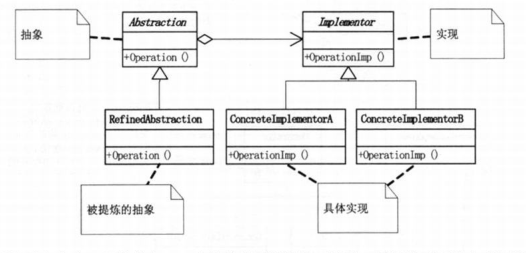 抽象
Abstraction
+Operation ()
Implementor
+OperationImp ()
实现
RefinedAbstraction
+Operation ()
ConcreteImplementorA
+OperationImp ()
ConcreteImplementorB
+OperationImp ()
被提炼的抽象
具体实现